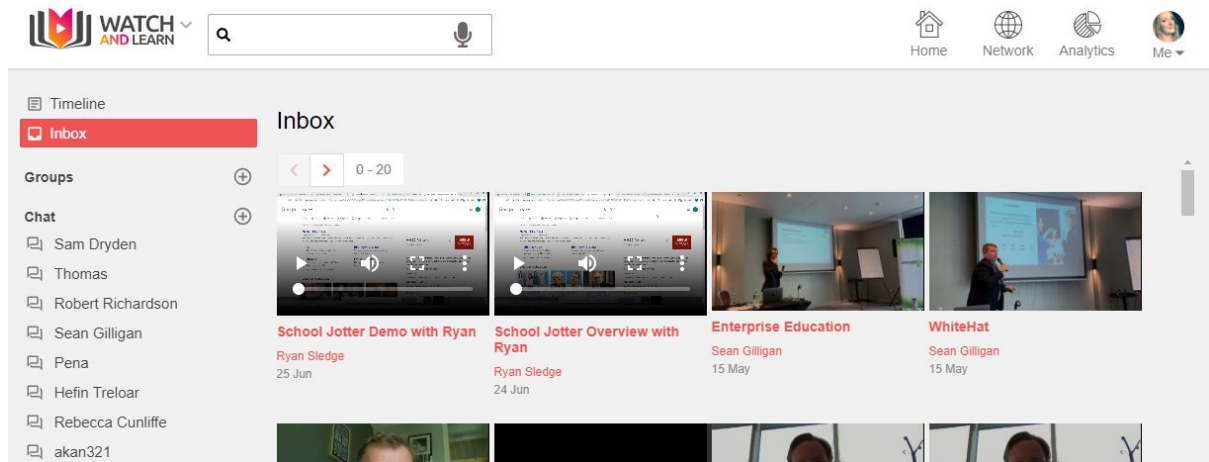 WATCH
AND LEARN
Home
Network
Analytics
Me
Timeline
Inbox
Groups
Chat
Sam Dryden
Thomas
Robert Richardson
Sean Gilligan
Pena
Hefin Treloar
Rebecca Cunliffe
akan321
Inbox
0 - 20
School Jotter Demo with Ryan
Ryan Sledge
25 Jun
School Jotter Overview with
Ryan
Ryan Sledge
24 Jun
Enterprise Education
Sean Gilligan
15 May
WhiteHat
Sean Gilligan
15 May